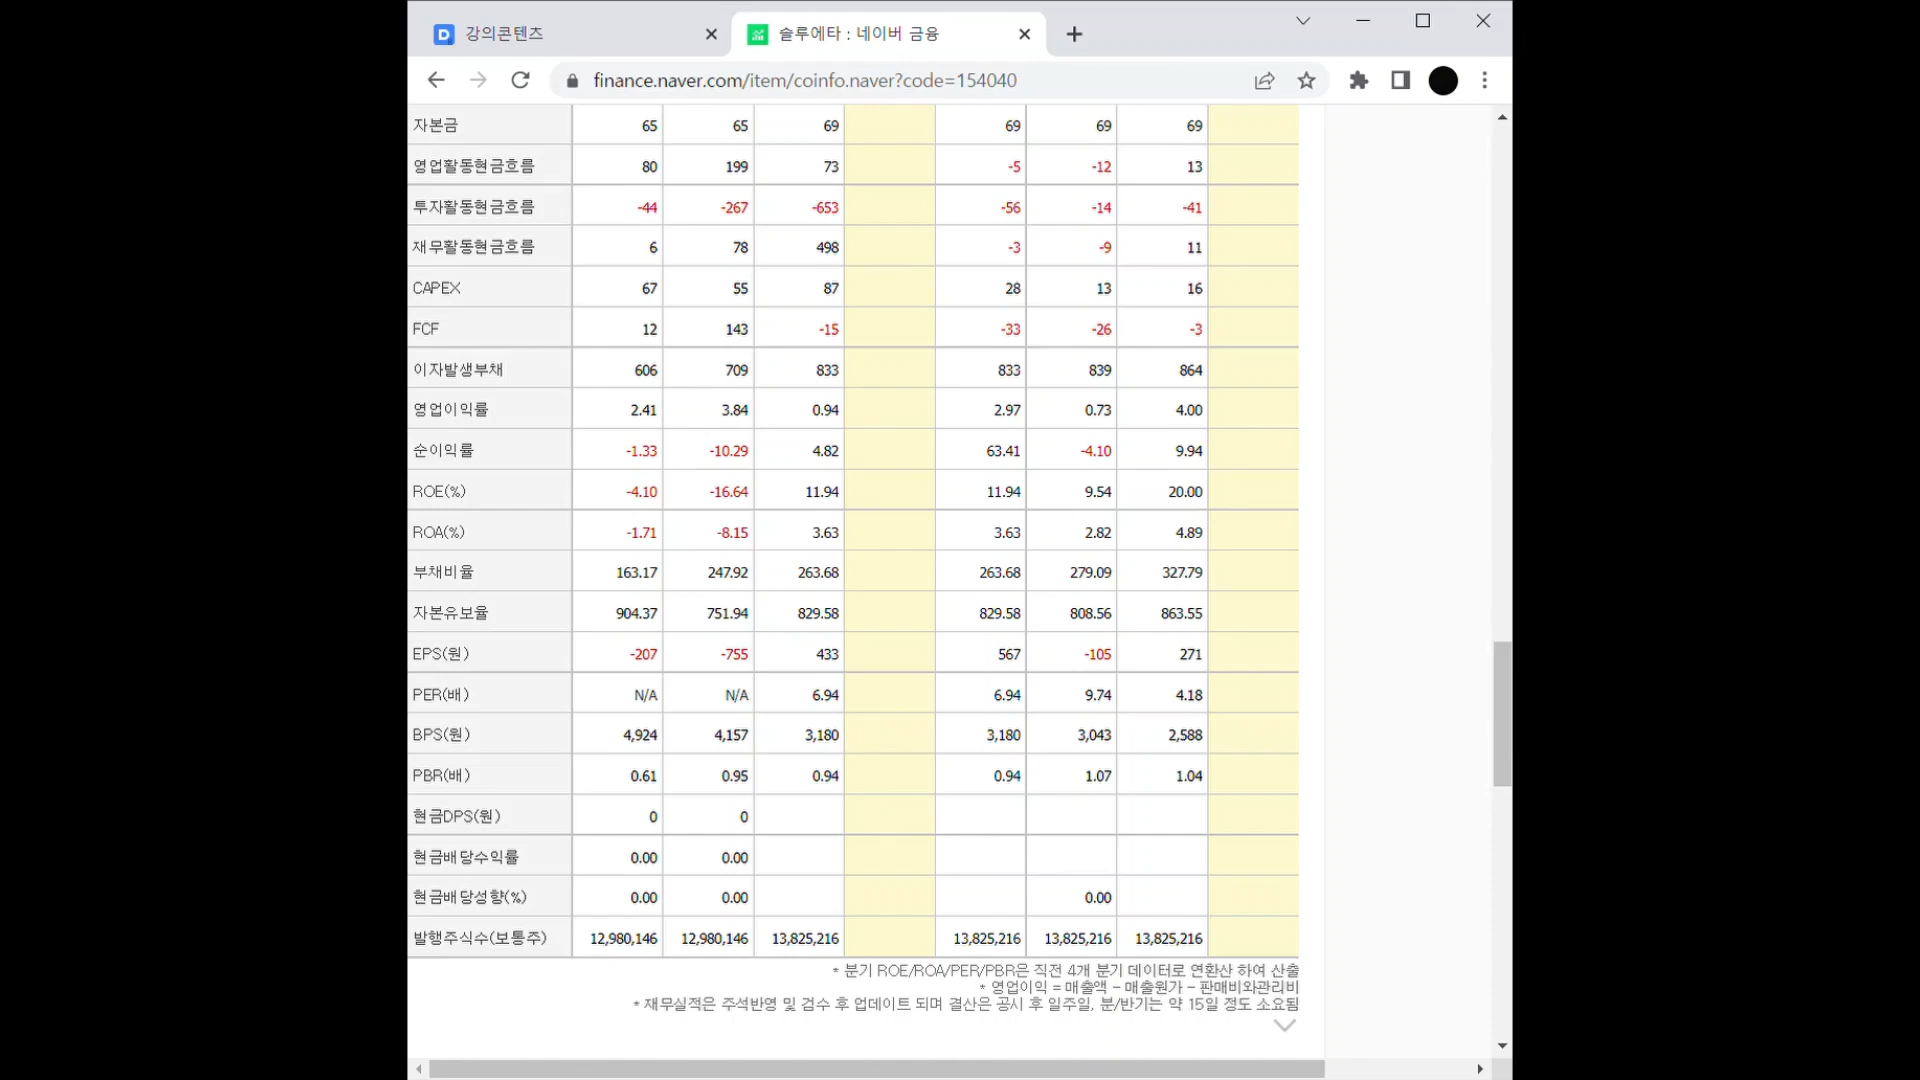 강의콘텐츠
솔루에타 : 네이버 금융
finance.naver.com/item/coinfo.naver?code=154040
자본금 65 65 69 69 69 69
영업활동현금흐름 80 199 73 -5 -12 13
투자활동현금흐름 -44 -267 -653 -56 -14 -41
재무활동현금흐름 6 78 498 -3 -9 11
CAPEX 67 55 87 28 13 16
FCF 12 143 -15 -33 -26 -3
이자발생부채 606 709 833 833 839 864
영업이익률 2.41 3.84 0.94 2.97 0.73 4.00
순이익률 -1.33 -10.29 4.82 63.41 -4.10 9.94
ROE(%) -4.10 -16.64 11.94 11.94 9.54 20.00
ROA(%) -1.71 -8.15 3.63 3.63 2.82 4.89
부채비율 163.17 247.92 263.68 263.68 279.09 327.79
자본유보율 904.37 751.94 829.58 829.58 808.56 863.55
EPS(원) -207 -755 433 567 -105 271
PER(배) N/A N/A 6.94 6.94 9.74 4.18
BPS(원) 4,924 4,157 3,180 3,180 3,043 2,588
PBR(배) 0.61 0.95 0.94 0.94 1.07 1.04
현금DPS(원) 0 0
현금배당수익률 0.00 0.00
현금배당성향(%) 0.00 0.00 0.00
발행주식수(보통주) 12,980,146 12,980,146 13,825,216 13,825,216 13,825,216 13,825,216
* 분기 ROE/ROA/PER/PBR은 직전 4개 분기 데이터로 연환산 하여 산출
* 영업이익 = 매출액 - 매출원가 - 판매비와관리비
* 재무실적은 주석반영 및 검수 후 업데이트 되며 결산은 공시 후 일주일, 분/반기는 약 15일 정도 소요됨